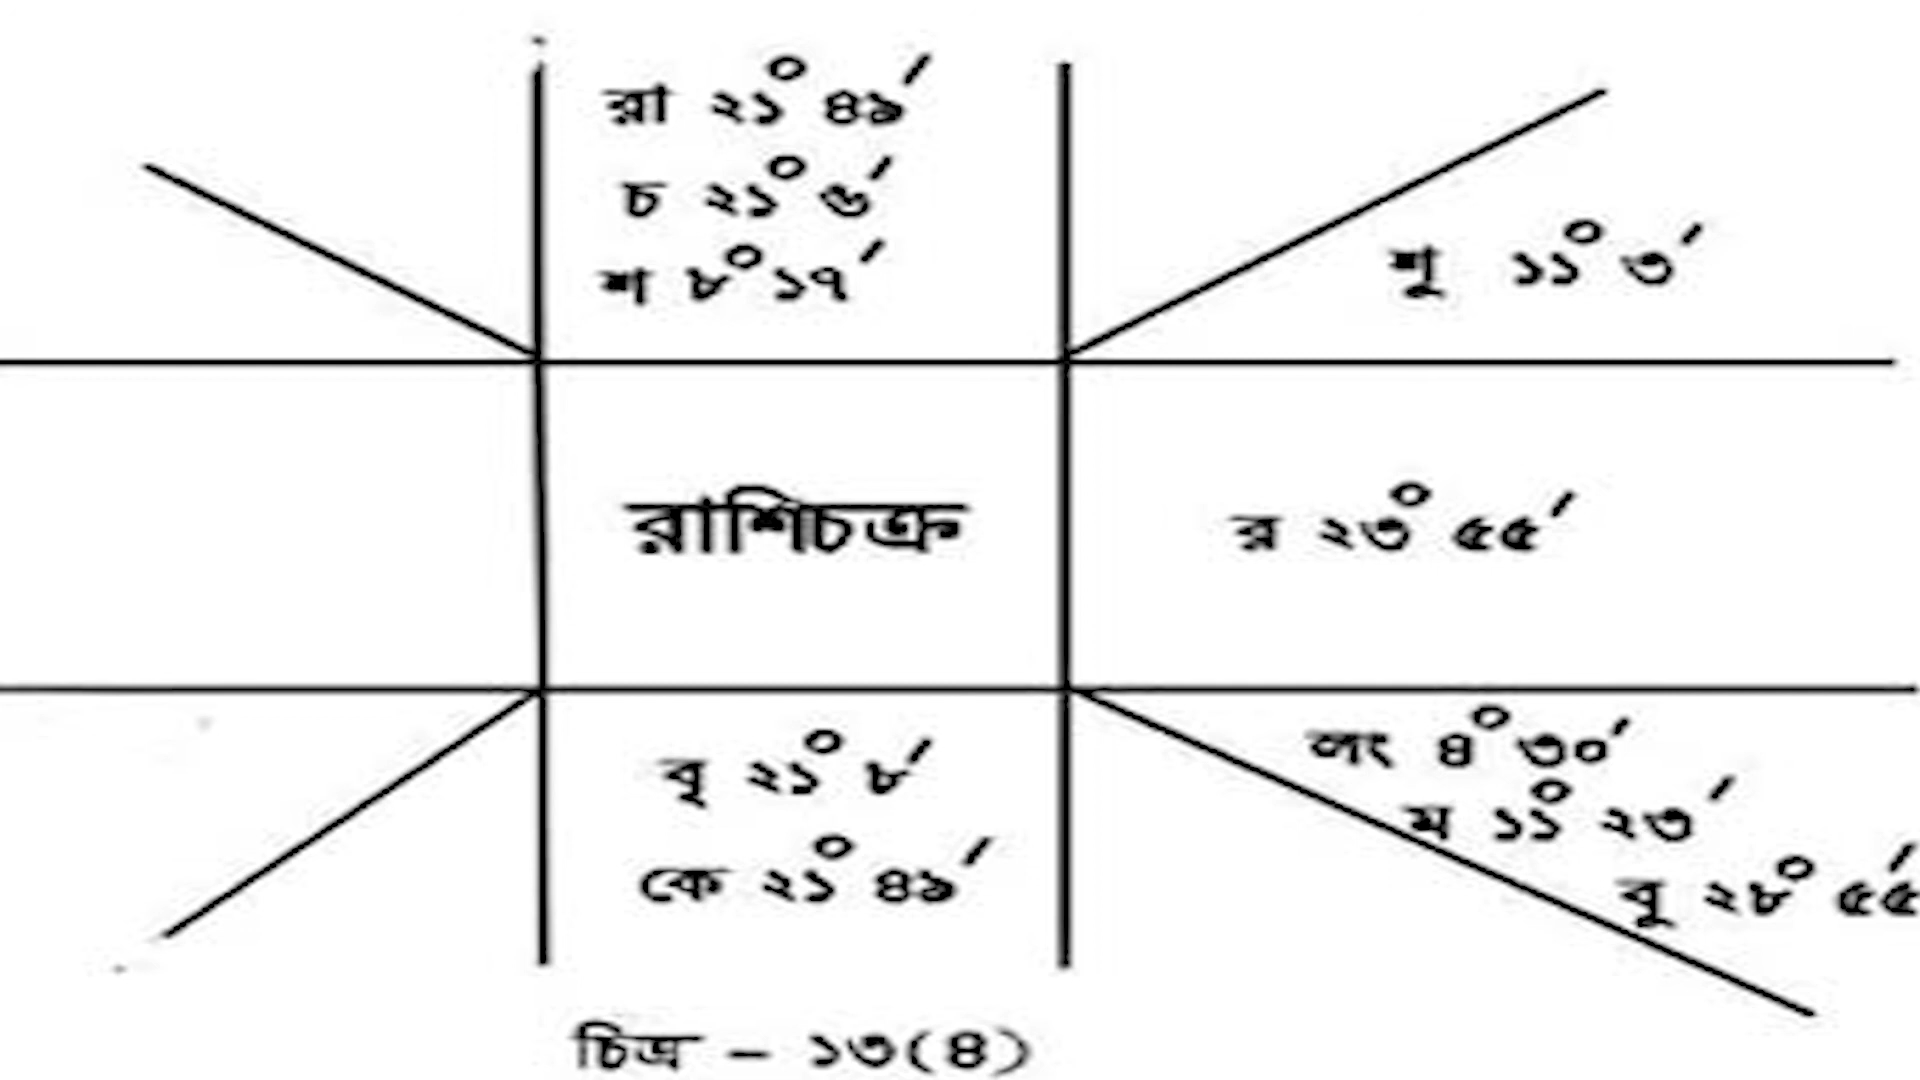 রা ২১° ৪৯′
চ ২১° ৬′
শ ৮° ১৭′
শু ১১° ৩′
রাশিচক্র
র ২৩° ৫৫′
লং ৪° ৩০′
ম ১১° ২৩′
বু ২৮° ৫৫′
বৃ ২১° ৮′
কে ২১° ৪৯′
চিত্র – ১৩(৪)